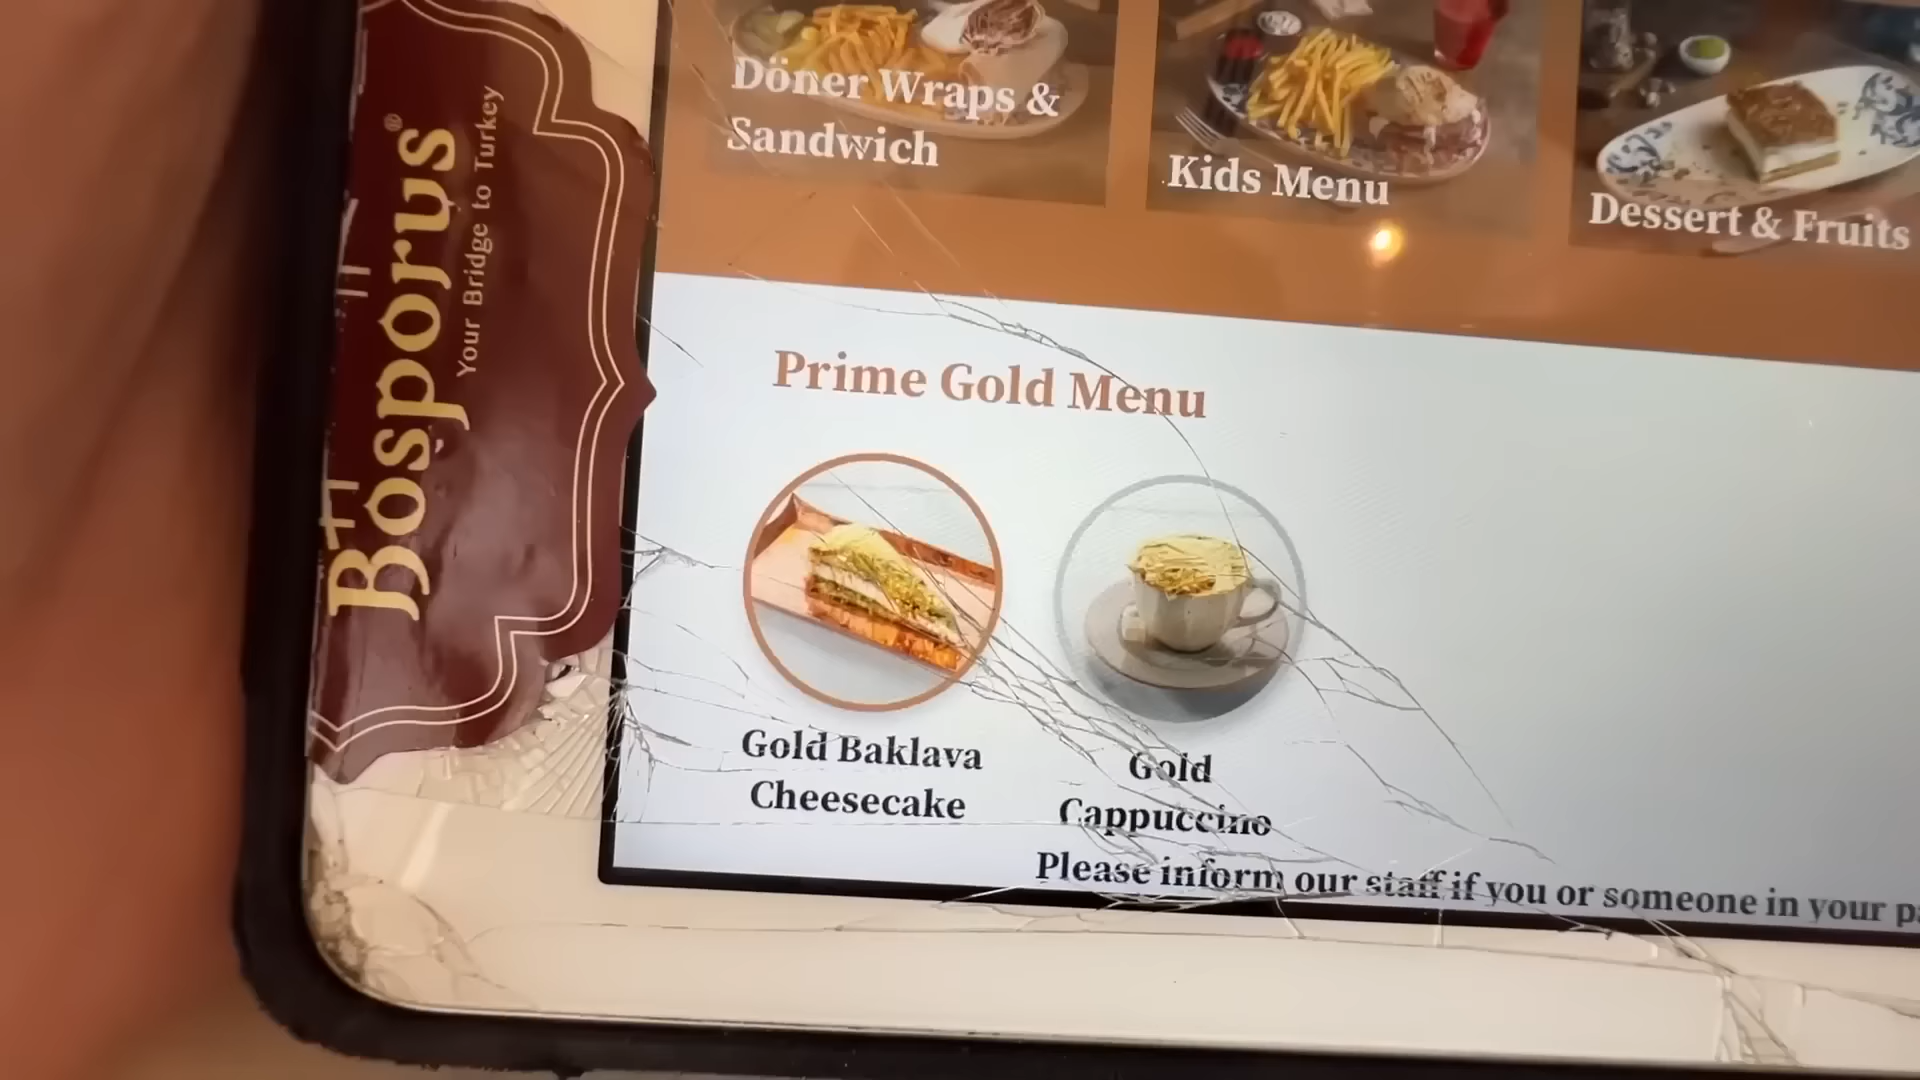 Bosporus®
Your Bridge to Turkey
Döner Wraps &
Sandwich
Kids Menu
Dessert & Fruits
Prime Gold Menu
Gold Baklava
Cheesecake
Gold
Cappuccino
Please inform our staff if you or someone in your